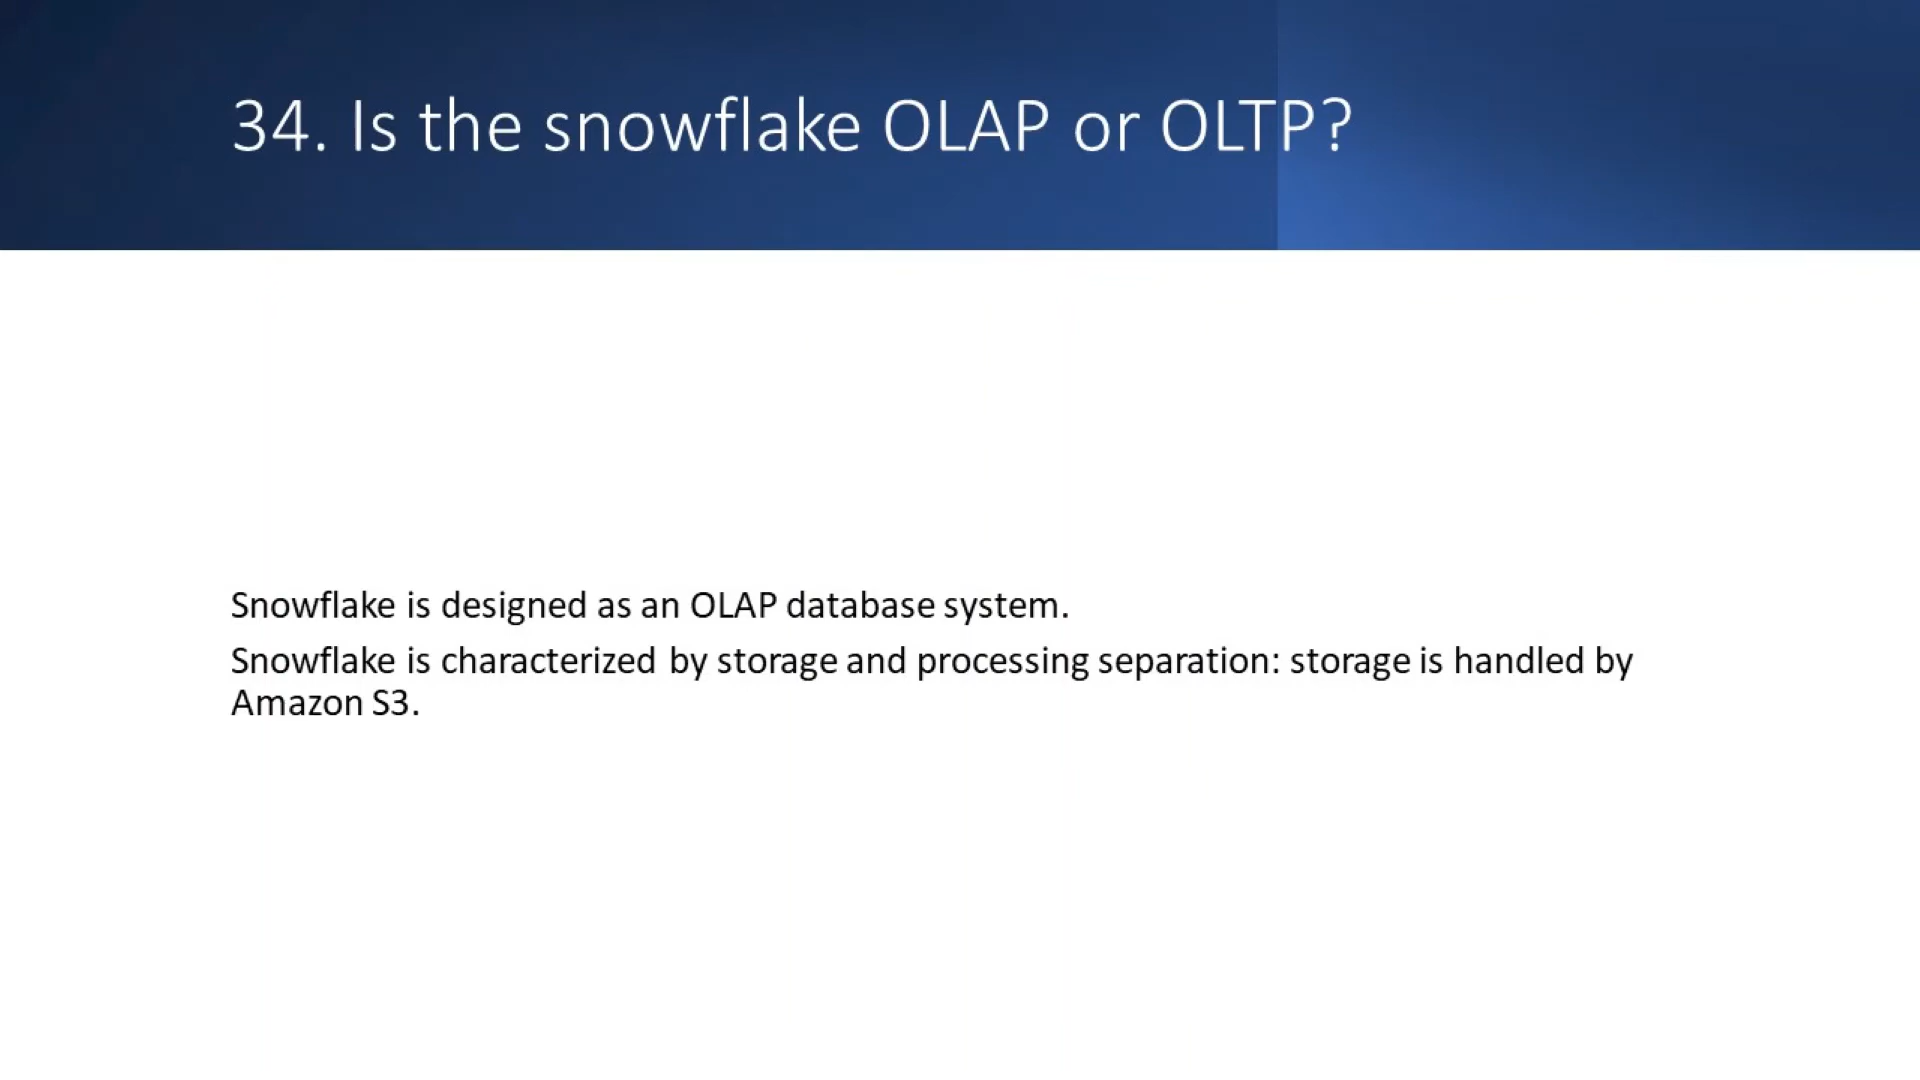 34. Is the snowflake OLAP or OLTP?
Snowflake is designed as an OLAP database system.
Snowflake is characterized by storage and processing separation: storage is handled by
Amazon S3.